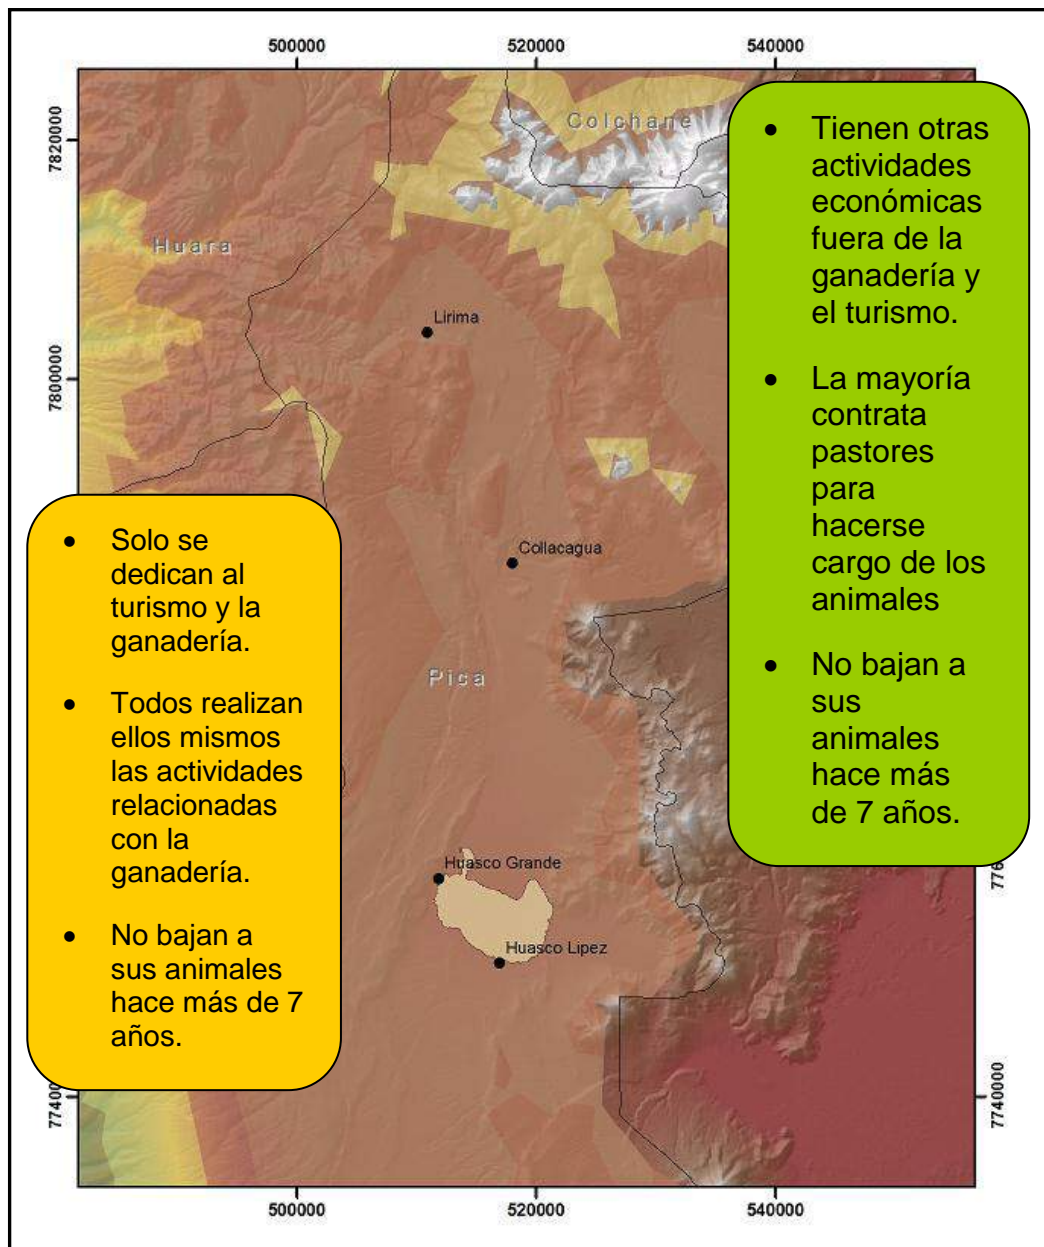 500000 520000 540000
7820000
Colchane
Huara
Lirima
7800000
Collacagua
Pica
Huasco Grande
Huasco Lipez
7740000
7740000
500000 520000 540000
• Solo se
dedican al
turismo y la
ganadería.
• Todos realizan
ellos mismos
las actividades
relacionadas
con la
ganadería.
• No bajan a
sus animales
hace más de 7
años.
• Tienen otras
actividades
económicas
fuera de la
ganadería y
el turismo.
• La mayoría
contrata
pastores
para
hacerse
cargo de los
animales
• No bajan a
sus
animales
hace más
de 7 años.